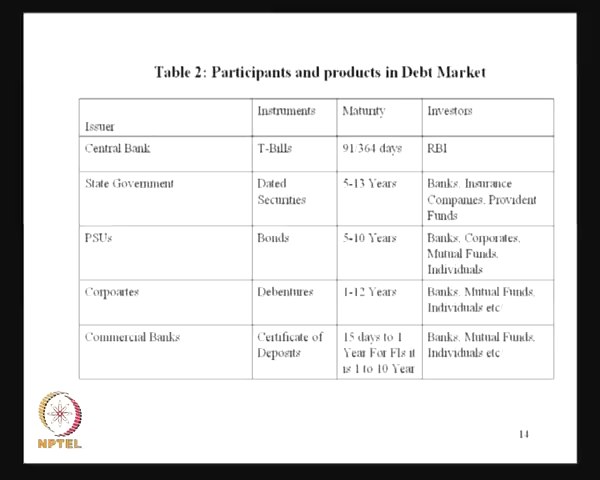 Table 2: Participants and products in Debt Market
Issuer Instruments Maturity Investors
Central Bank T-Bills 91/364 days RBI
State Government Dated 5-13 Years Banks, Insurance
Securities Companies, Provident
Funds
PSUs Bonds 5-10 Years Banks, Corporates,
Mutual Funds,
Individuals
Corpoartes Debentures 1-12 Years Banks, Mutual Funds,
Individuals etc
Commercial Banks Certificate of 15 days to 1 Banks, Mutual Funds,
Deposits Year For FIs it Individuals etc
is 1 to 10 Year
NPTEL
14